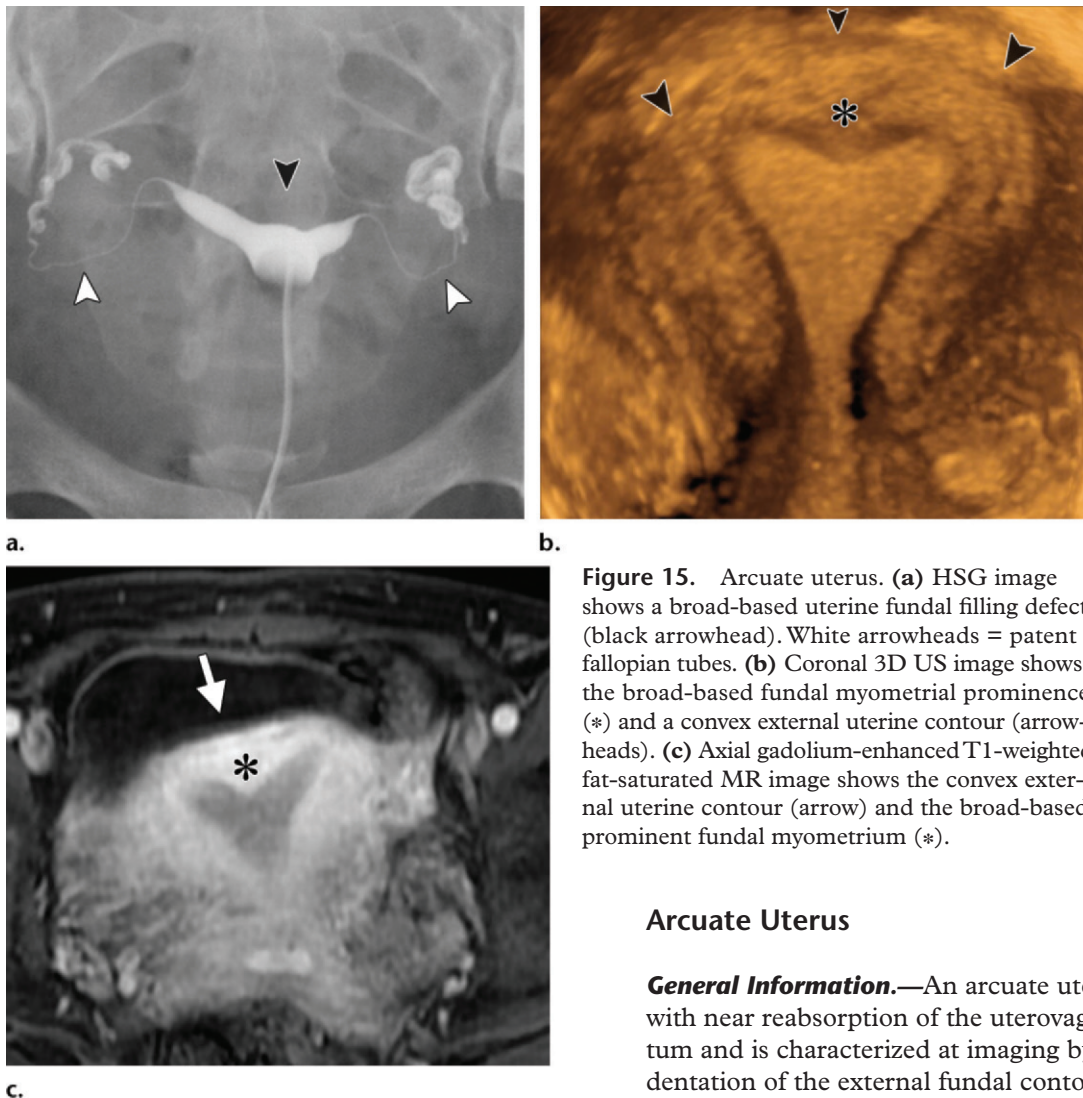 a.
b.
Figure 15. Arcuate uterus. (a) HSG image
shows a broad-based uterine fundal filling defect
(black arrowhead). White arrowheads = patent
fallopian tubes. (b) Coronal 3D US image shows
the broad-based fundal myometrial prominence
(*) and a convex external uterine contour (arrow-
heads). (c) Axial gadolium-enhanced T1-weighted
fat-saturated MR image shows the convex exter-
nal uterine contour (arrow) and the broad-based
prominent fundal myometrium (*).
c.
Arcuate Uterus
General Information.—An arcuate
with near reabsorption of the
tum and is characterized at imaging
dentation of the external fundal